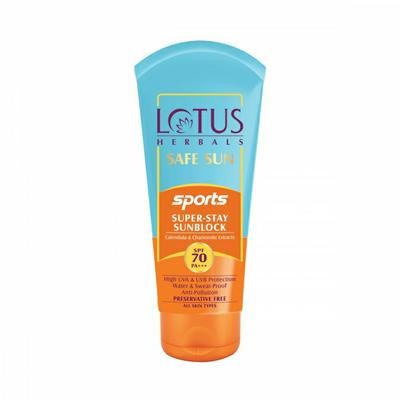 LOTUS
HERBALS
SAFE SUN
sports
SUPER-STAY
SUNBLOCK
Calendula & Chamomile Extracts
SPF
70
PA+++
High UVA & UVB Protection
Water & Sweat-Proof
Anti-Pollution
PRESERVATIVE FREE
ALL SKIN TYPES